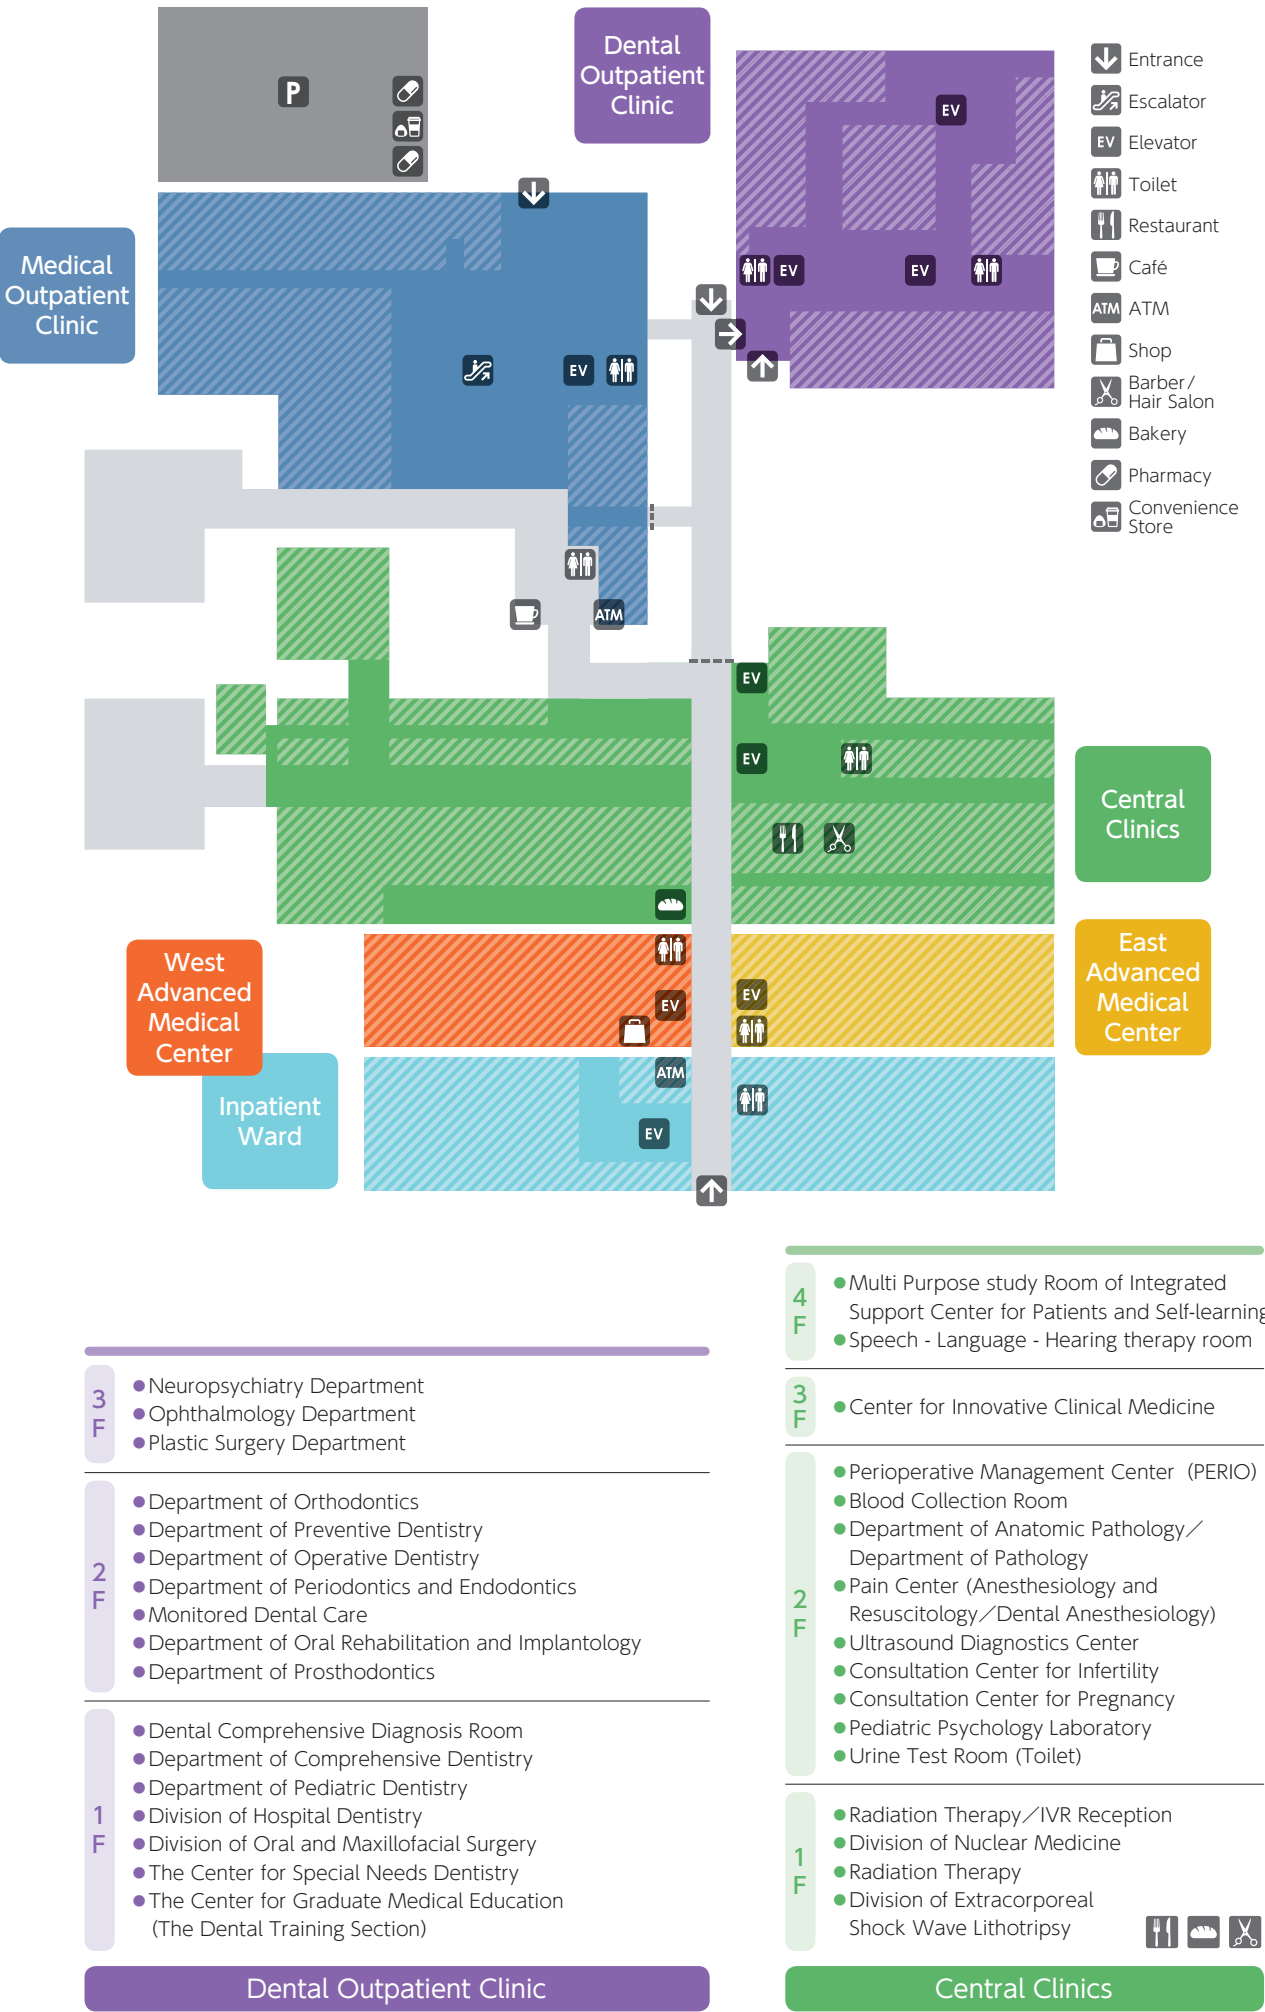 Dental
Outpatient
Clinic
P
EV
EV
EV
Entrance
Escalator
EV Elevator
Toilet
Restaurant
Café
ATM ATM
Shop
Barber/
Hair Salon
Bakery
Pharmacy
Convenience
Store
Medical
Outpatient
Clinic
EV
ATM
EV
EV
Central
Clinics
West
Advanced
Medical
Center
EV
EV
East
Advanced
Medical
Center
Inpatient
Ward
ATM
EV
3
F
Neuropsychiatry Department
Ophthalmology Department
Plastic Surgery Department
2
F
Department of Orthodontics
Department of Preventive Dentistry
Department of Operative Dentistry
Department of Periodontics and Endodontics
Monitored Dental Care
Department of Oral Rehabilitation and Implantology
Department of Prosthodontics
1
F
Dental Comprehensive Diagnosis Room
Department of Comprehensive Dentistry
Department of Pediatric Dentistry
Division of Hospital Dentistry
Division of Oral and Maxillofacial Surgery
The Center for Special Needs Dentistry
The Center for Graduate Medical Education
(The Dental Training Section)
Dental Outpatient Clinic
4
F
Multi Purpose study Room of Integrated
Support Center for Patients and Self-learning
Speech - Language - Hearing therapy room
3
F
Center for Innovative Clinical Medicine
2
F
Perioperative Management Center (PERIO)
Blood Collection Room
Department of Anatomic Pathology／
Department of Pathology
Pain Center (Anesthesiology and
Resuscitology／Dental Anesthesiology)
Ultrasound Diagnostics Center
Consultation Center for Infertility
Consultation Center for Pregnancy
Pediatric Psychology Laboratory
Urine Test Room (Toilet)
1
F
Radiation Therapy／IVR Reception
Division of Nuclear Medicine
Radiation Therapy
Division of Extracorporeal
Shock Wave Lithotripsy
Central Clinics